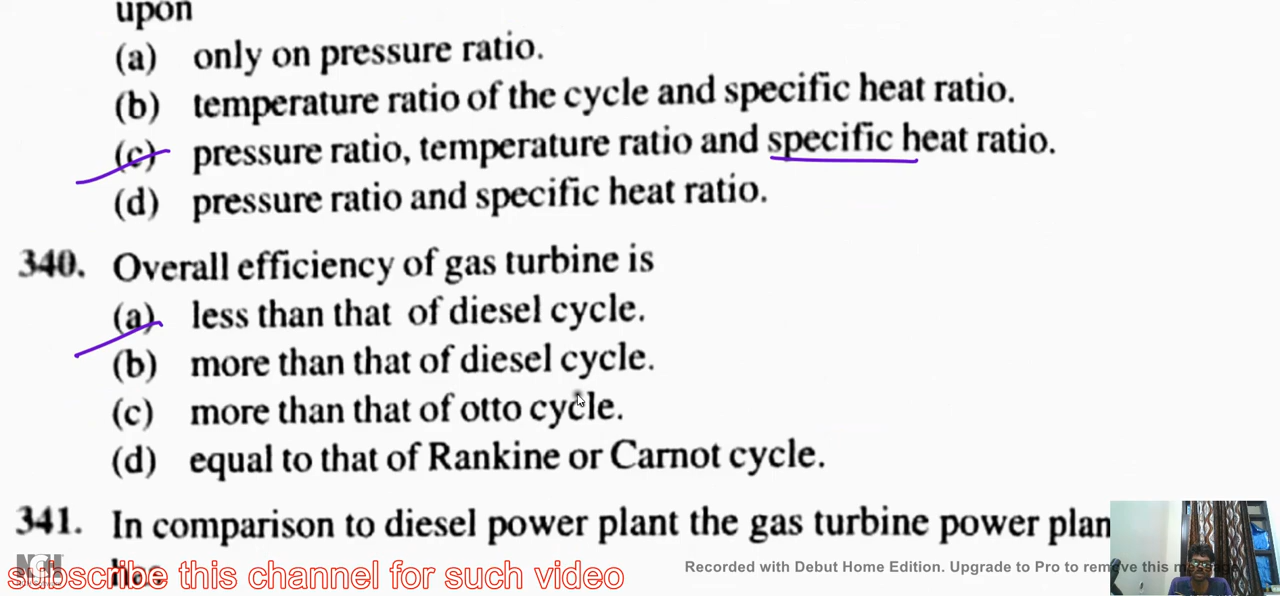 upon
(a) only on pressure ratio.
(b) temperature ratio of the cycle and specific heat ratio.
(c) pressure ratio, temperature ratio and specific heat ratio.
(d) pressure ratio and specific heat ratio.
340. Overall efficiency of gas turbine is
(a) less than that of diesel cycle.
(b) more than that of diesel cycle.
(c) more than that of otto cycle.
(d) equal to that of Rankine or Carnot cycle.
341. In comparison to diesel power plant the gas turbine power plan
subscribe this channel for such video
Recorded with Debut Home Edition. Upgrade to Pro to remove this message